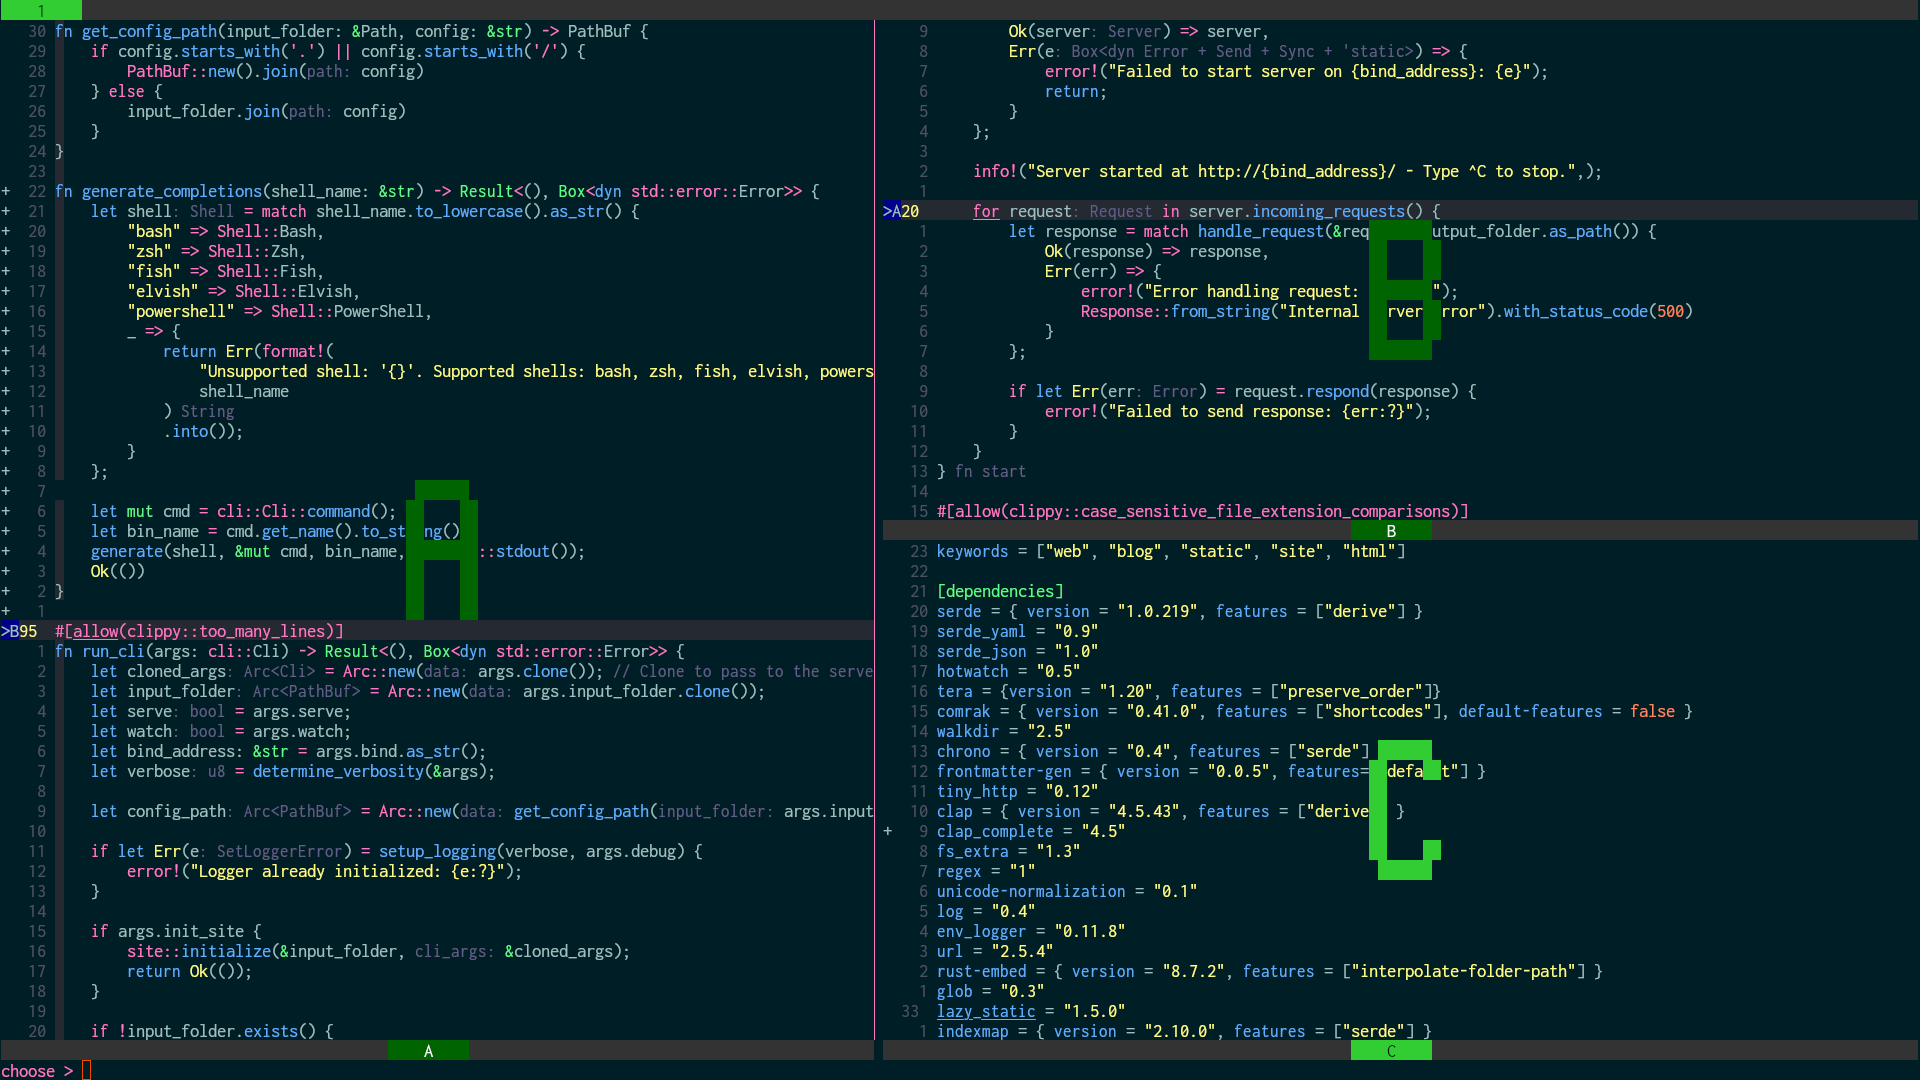 1
30 fn get_config_path(input_folder: &Path, config: &str) -> PathBuf {
29     if config.starts_with('.') || config.starts_with('/') {
28         PathBuf::new().join(path: config)
27     } else {
26         input_folder.join(path: config)
25     }
24 }
23
+ 22 fn generate_completions(shell_name: &str) -> Result<(), Box<dyn std::error::Error>> {
+ 21     let shell: Shell = match shell_name.to_lowercase().as_str() {
+ 20         "bash" => Shell::Bash,
+ 19         "zsh" => Shell::Zsh,
+ 18         "fish" => Shell::Fish,
+ 17         "elvish" => Shell::Elvish,
+ 16         "powershell" => Shell::PowerShell,
+ 15         _ => {
+ 14             return Err(format!(
+ 13                 "Unsupported shell: '{}'. Supported shells: bash, zsh, fish, elvish, powers
+ 12                 shell_name
+ 11             ) String
+ 10             .into());
+ 9         }
+ 8     };
+ 7
+ 6     let mut cmd = cli::Cli::command();
+ 5     let bin_name = cmd.get_name().to_st ng()
+ 4     generate(shell, &mut cmd, bin_name, ::stdout());
+ 3     Ok(())
+ 2 }
+ 1
>B95 #[allow(clippy::too_many_lines)]
1 fn run_cli(args: cli::Cli) -> Result<(), Box<dyn std::error::Error>> {
2     let cloned_args: Arc<Cli> = Arc::new(data: args.clone()); // Clone to pass to the serve
3     let input_folder: Arc<PathBuf> = Arc::new(data: args.input_folder.clone());
4     let serve: bool = args.serve;
5     let watch: bool = args.watch;
6     let bind_address: &str = args.bind.as_str();
7     let verbose: u8 = determine_verbosity(&args);
8
9     let config_path: Arc<PathBuf> = Arc::new(data: get_config_path(input_folder: args.input
10
11     if let Err(e: SetLoggerError) = setup_logging(verbose, args.debug) {
12         error!("Logger already initialized: {e:?}");
13     }
14
15     if args.init_site {
16         site::initialize(&input_folder, cli_args: &cloned_args);
17         return Ok(());
18     }
19
20     if !input_folder.exists() {
A
9         Ok(server: Server) => server,
8         Err(e: Box<dyn Error + Send + Sync + 'static>) => {
7             error!("Failed to start server on {bind_address}: {e}");
6             return;
5         }
4     };
3
2     info!("Server started at http://{bind_address}/ - Type ^C to stop.",);
1
>A20     for request: Request in server.incoming_requests() {
1         let response = match handle_request(&req utput_folder.as_path()) {
2             Ok(response) => response,
3             Err(err) => {
4                 error!("Error handling request: ");
5                 Response::from_string("Internal rver rror").with_status_code(500)
6             }
7         };
8
9         if let Err(err: Error) = request.respond(response) {
10             error!("Failed to send response: {err:?}");
11         }
12     }
13 } fn start
14
15 #[allow(clippy::case_sensitive_file_extension_comparisons)]
B
23 keywords = ["web", "blog", "static", "site", "html"]
22
21 [dependencies]
20 serde = { version = "1.0.219", features = ["derive"] }
19 serde_yaml = "0.9"
18 serde_json = "1.0"
17 hotwatch = "0.5"
16 tera = {version = "1.20", features = ["preserve_order"]}
15 comrak = { version = "0.41.0", features = ["shortcodes"], default-features = false }
14 walkdir = "2.5"
13 chrono = { version = "0.4", features = ["serde"]
12 frontmatter-gen = { version = "0.0.5", features= defa t"] }
11 tiny_http = "0.12"
10 clap = { version = "4.5.43", features = ["derive }
+ 9 clap_complete = "4.5"
8 fs_extra = "1.3"
7 regex = "1"
6 unicode-normalization = "0.1"
5 log = "0.4"
4 env_logger = "0.11.8"
3 url = "2.5.4"
2 rust-embed = { version = "8.7.2", features = ["interpolate-folder-path"] }
1 glob = "0.3"
33 lazy_static = "1.5.0"
1 indexmap = { version = "2.10.0", features = ["serde"] }
C
choose >